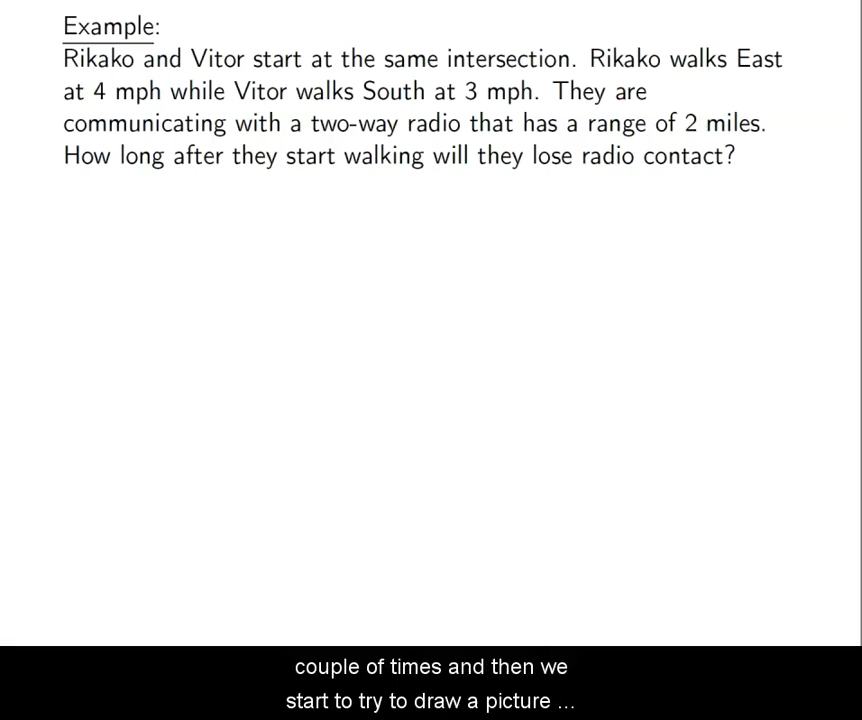 Example:
Rikako and Vitor start at the same intersection. Rikako walks East
at 4 mph while Vitor walks South at 3 mph. They are
communicating with a two-way radio that has a range of 2 miles.
How long after they start walking will they lose radio contact?
couple of times and then we
start to try to draw a picture ...